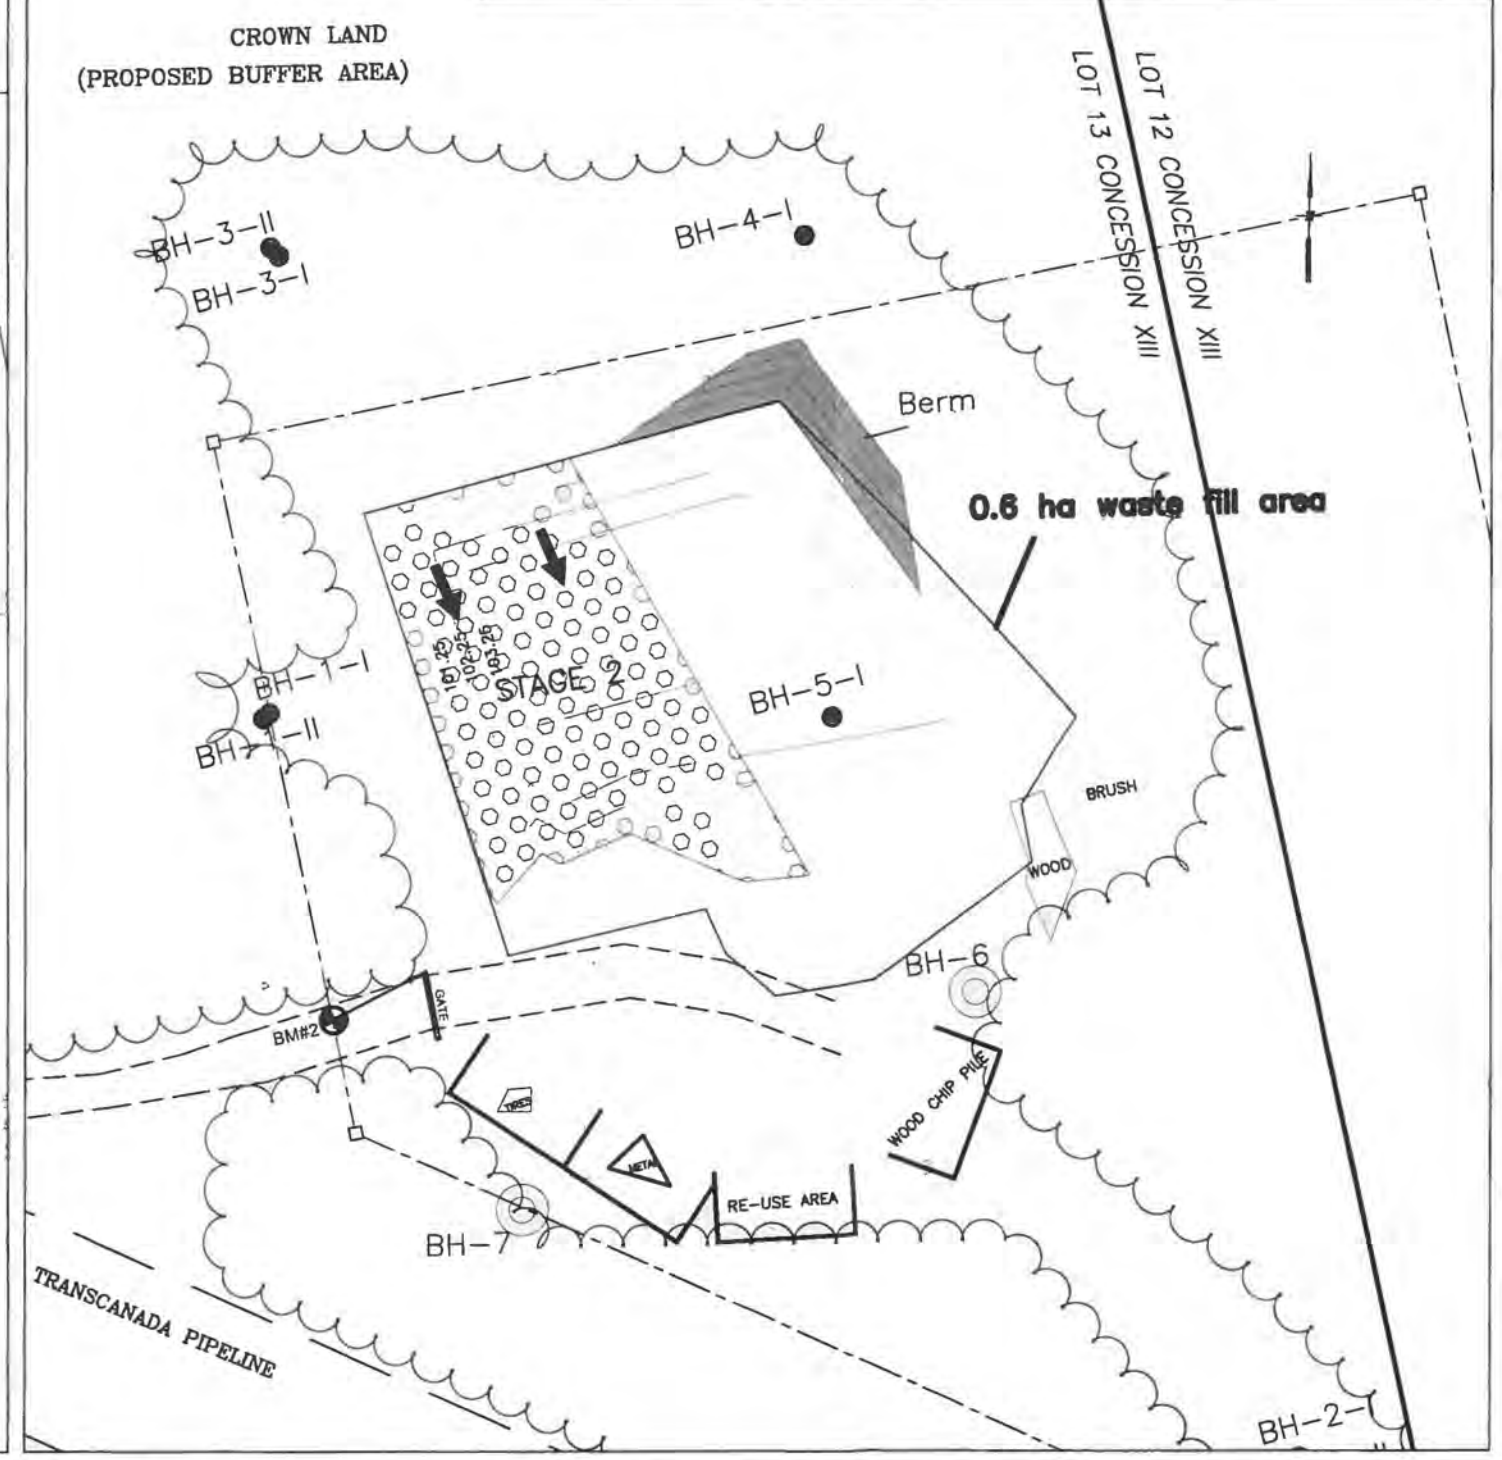 CROWN LAND
(PROPOSED BUFFER AREA)
LOT 13 CONCESSION XIII
LOT 12 CONCESSION XIII
BH-3-II
BH-3-I
BH-4-I
Berm
0.6 ha waste fill area
101.25
102.25
103.25
STAGE 2
BH-1-I
BH-1-II
BH-5-I
BRUSH
WOOD
BH-6
GATE
BM#2
TIRES
METAL
WOOD CHIP PILE
RE-USE AREA
BH-7
TRANSCANADA PIPELINE
BH-2-I